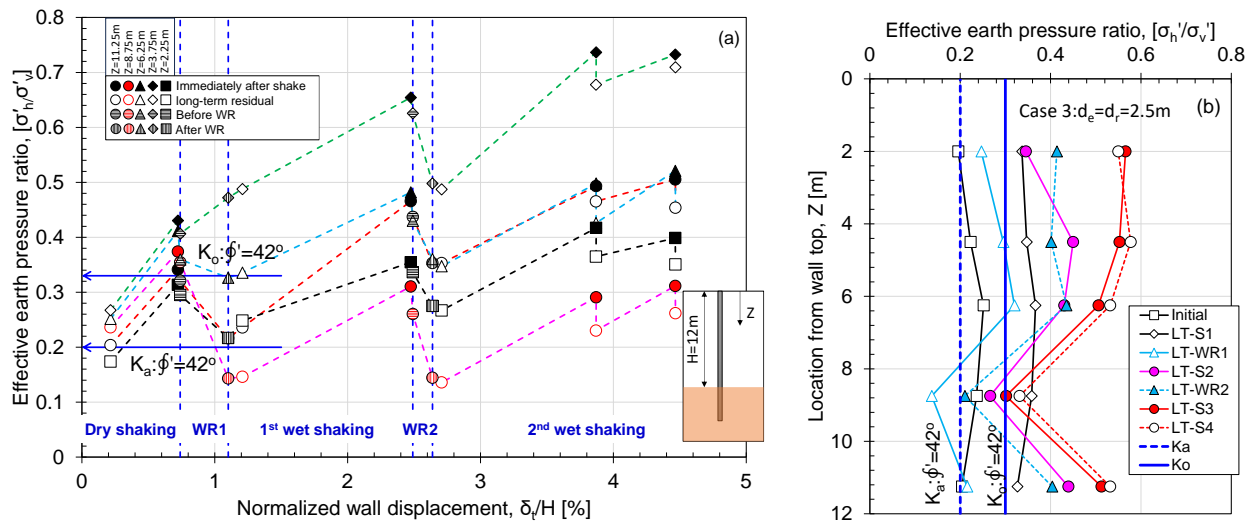 (a)
Effective earth pressure ratio, [σ'h/σ'v]
0.8
0.7
0.6
0.5
0.4
0.3
0.2
0.1
0
Z=11.25m
Z=8.75m
Z=6.25m
Z=3.75m
Z=2.25m
Immediately after shake
long-term residual
Before WR
After WR
Ko:ϕ'=42°
Ka:ϕ'=42°
H=12m
Z
Dry shaking
WR1
1st wet shaking
WR2
2nd wet shaking
0 1 2 3 4 5
Normalized wall displacement, δt/H [%]
Effective earth pressure ratio, [σh'/σv']
0 0.2 0.4 0.6 0.8
(b)
Case 3:de=dr=2.5m
Location from wall top, Z [m]
0
2
4
6
8
10
12
Ka:ϕ'=42°
Ko:ϕ'=42°
Initial
LT-S1
LT-WR1
LT-S2
LT-WR2
LT-S3
LT-S4
Ka
Ko